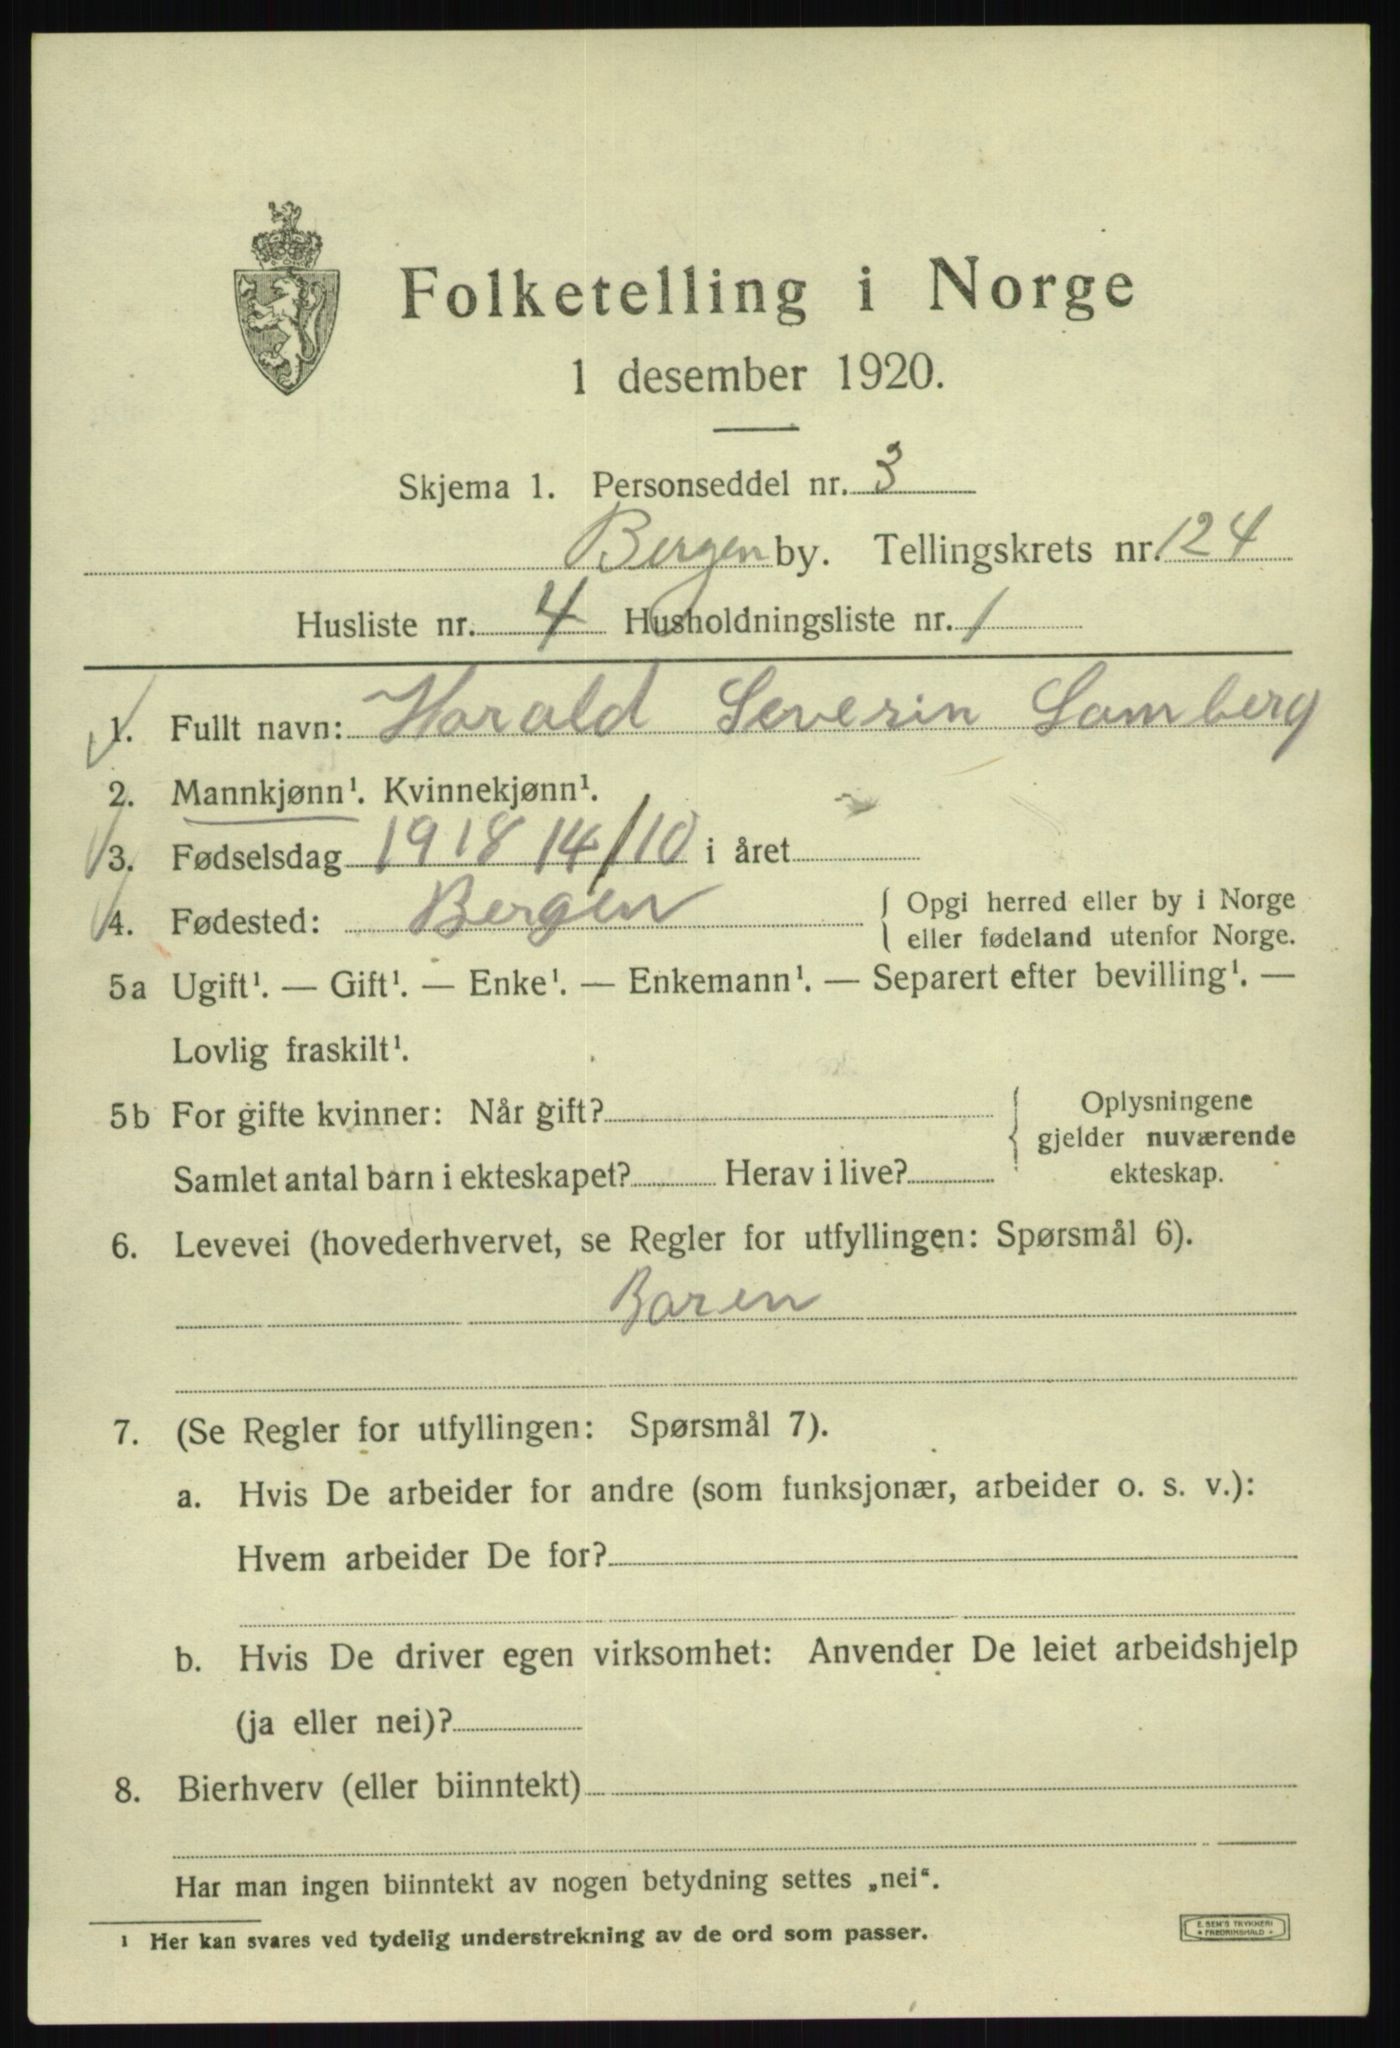 Folketelling i Norge
1 desember 1920.
Skjema 1. Personseddel nr. 3
Bergen by. Tellingskrets nr. 124
Husliste nr. 4 Husholdningsliste nr. 1
1. Fullt navn: Harald Severin Samberg
2. Mannkjønn¹. Kvinnekjønn¹.
3. Fødselsdag 1918 14/10 i året
4. Fødested: Bergen { Opgi herred eller by i Norge
eller fødeland utenfor Norge.
5a Ugift¹. — Gift¹. — Enke¹. — Enkemann¹. — Separert efter bevilling¹. —
Lovlig fraskilt¹.
5b For gifte kvinner: Når gift? { Oplysningene
gjelder nuværende
Samlet antal barn i ekteskapet? Herav i live? ekteskap.
6. Levevei (hovederhvervet, se Regler for utfyllingen: Spørsmål 6).
Baren
7. (Se Regler for utfyllingen: Spørsmål 7).
a. Hvis De arbeider for andre (som funksjonær, arbeider o. s. v.):
Hvem arbeider De for?
b. Hvis De driver egen virksomhet: Anvender De leiet arbeidshjelp
(ja eller nei)?
8. Bierhverv (eller biinntekt)
Har man ingen biinntekt av nogen betydning settes „nei“.
¹ Her kan svares ved tydelig understrekning av de ord som passer.
E. SEM'S TRYKKERI
* FREDRIKSHALD *